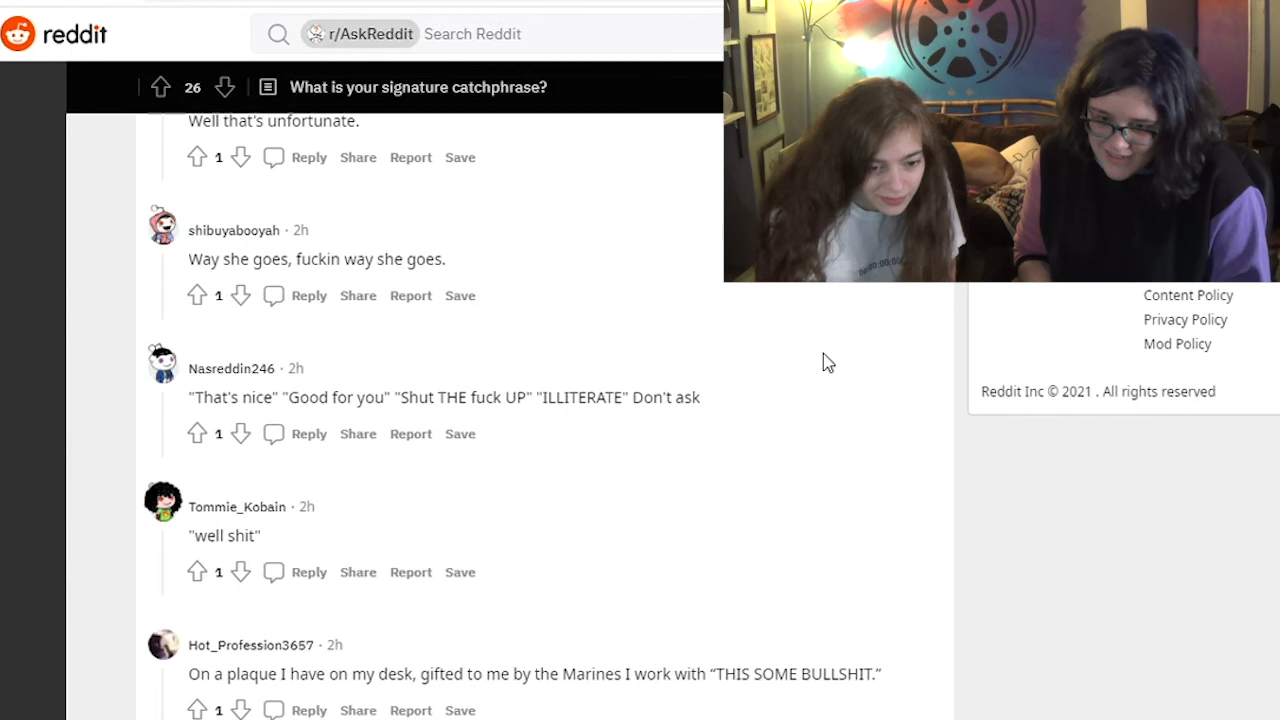 reddit
r/AskReddit Search Reddit
26 What is your signature catchphrase?
Well that's unfortunate.
1 Reply Share Report Save
shibuyabooyah · 2h
Way she goes, fuckin way she goes.
1 Reply Share Report Save
Nasreddin246 · 2h
"That's nice" "Good for you" "Shut THE fuck UP" "ILLITERATE" Don't ask
1 Reply Share Report Save
Tommie_Kobain · 2h
"well shit"
1 Reply Share Report Save
Hot_Profession3657 · 2h
On a plaque I have on my desk, gifted to me by the Marines I work with “THIS SOME BULLSHIT.”
1 Reply Share Report Save
Content Policy
Privacy Policy
Mod Policy
Reddit Inc © 2021 . All rights reserved